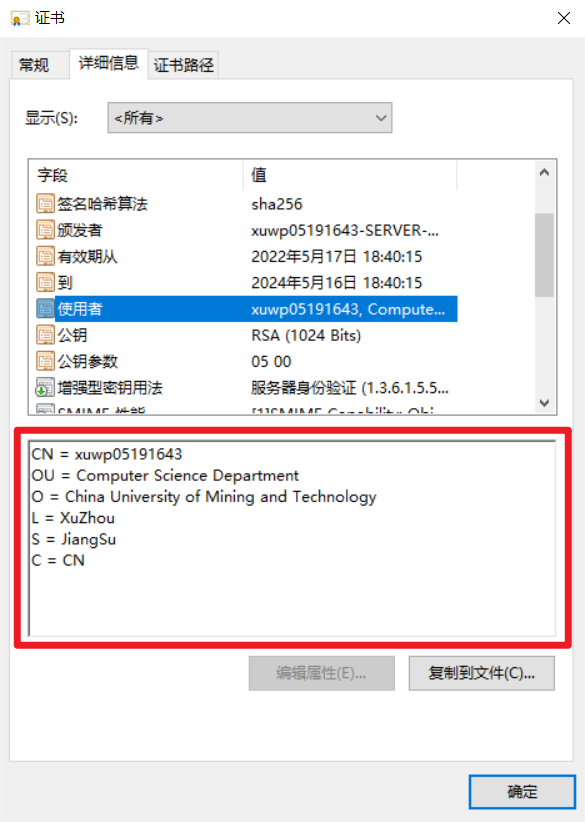 证书
常规 详细信息 证书路径
显示(S): <所有>
字段 值
签名哈希算法 sha256
颁发者 xuwp05191643-SERVER-...
有效期从 2022年5月17日 18:40:15
到 2024年5月16日 18:40:15
使用者 xuwp05191643, Compute...
公钥 RSA (1024 Bits)
公钥参数 05 00
增强型密钥用法 服务器身份验证 (1.3.6.1.5.5...
SMIME 性能 [1]SMIME Capability: Obj...
CN = xuwp05191643
OU = Computer Science Department
O = China University of Mining and Technology
L = XuZhou
S = JiangSu
C = CN
编辑属性(E)... 复制到文件(C)...
确定